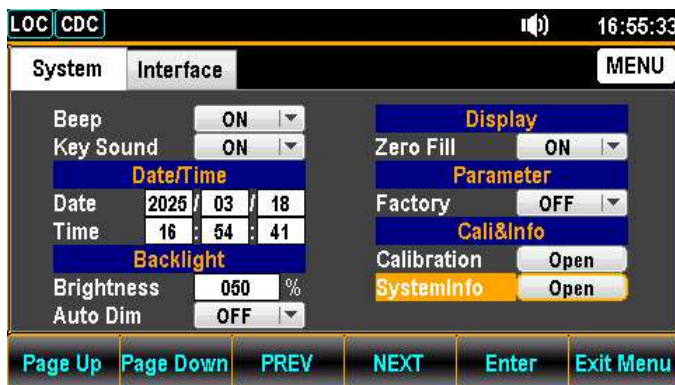 LOC CDC 16:55:33
System Interface MENU
Beep ON
Key Sound ON
Date/Time
Date 2025 / 03 / 18
Time 16 : 54 : 41
Backlight
Brightness 050 %
Auto Dim OFF
Display
Zero Fill ON
Parameter
Factory OFF
Cali&Info
Calibration Open
SystemInfo Open
Page Up Page Down PREV NEXT Enter Exit Menu